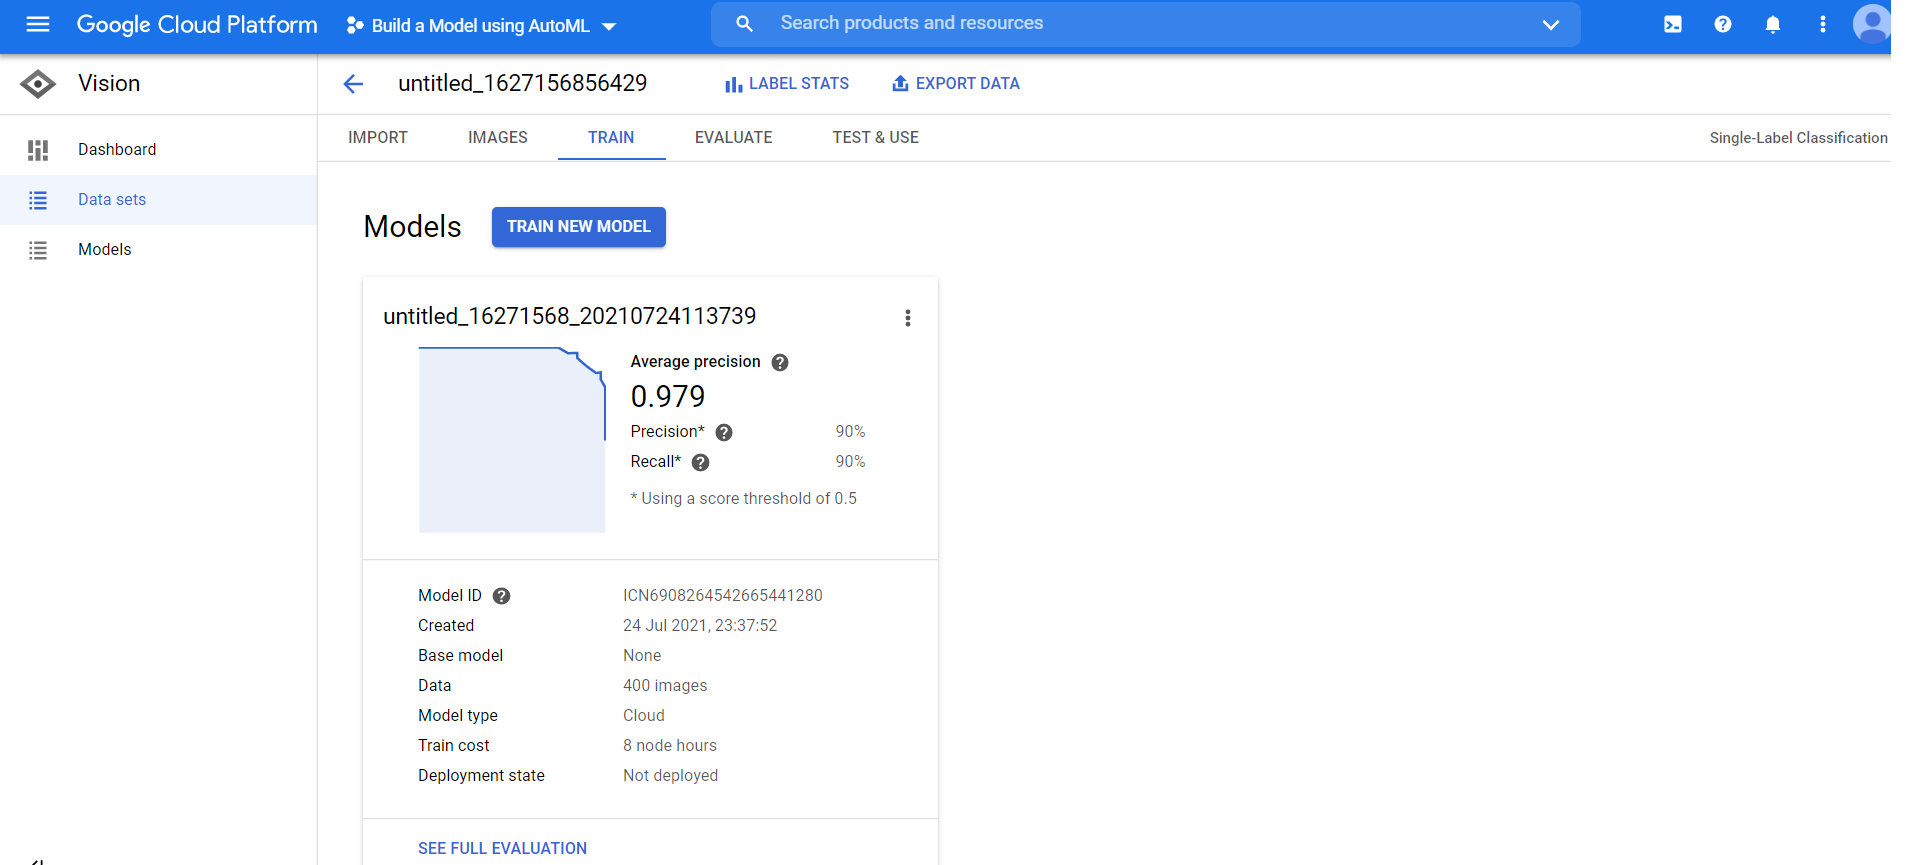 Google Cloud Platform
Build a Model using AutoML
Search products and resources
Vision
untitled_1627156856429
LABEL STATS
EXPORT DATA
IMPORT
IMAGES
TRAIN
EVALUATE
TEST & USE
Single-Label Classification
Dashboard
Data sets
Models
Models
TRAIN NEW MODEL
untitled_16271568_20210724113739
Average precision
0.979
Precision* 90%
Recall* 90%
* Using a score threshold of 0.5
Model ID ICN6908264542665441280
Created 24 Jul 2021, 23:37:52
Base model None
Data 400 images
Model type Cloud
Train cost 8 node hours
Deployment state Not deployed
SEE FULL EVALUATION